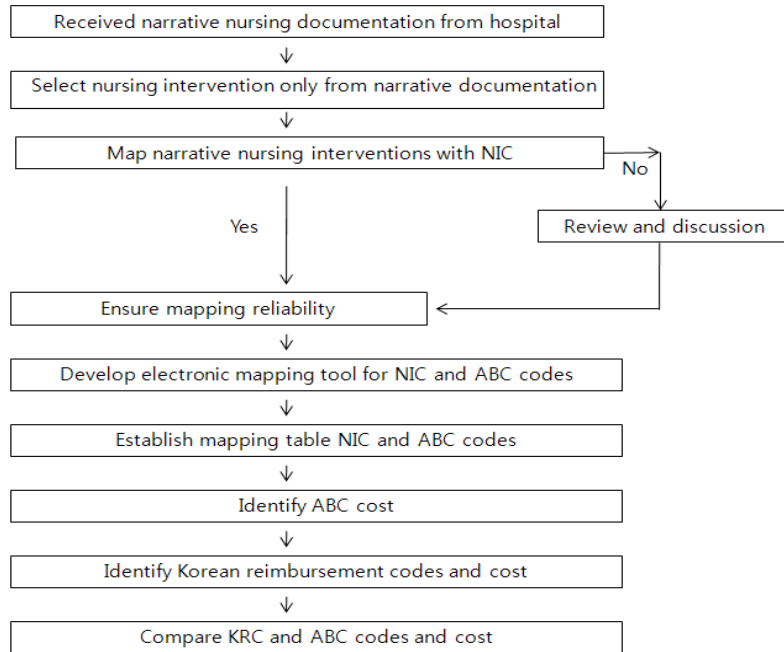 Received narrative nursing documentation from hospital
Select nursing intervention only from narrative documentation
Map narrative nursing interventions with NIC
No
Yes
Review and discussion
Ensure mapping reliability
Develop electronic mapping tool for NIC and ABC codes
Establish mapping table NIC and ABC codes
Identify ABC cost
Identify Korean reimbursement codes and cost
Compare KRC and ABC codes and cost